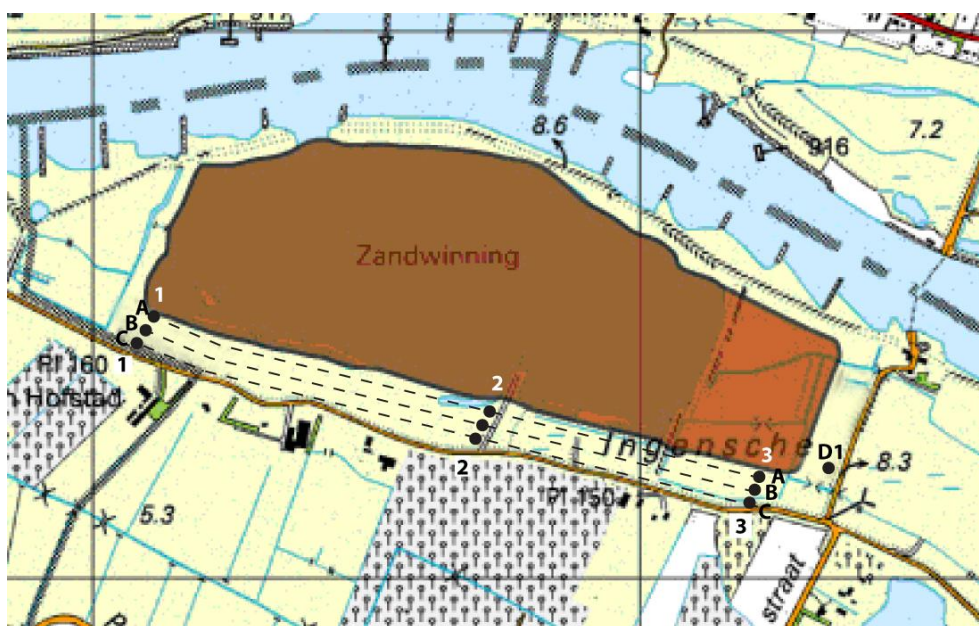 8.6
916
7.2
Zandwinning
A
1
B
C
1
Pl 160
Hofstad
2
2
Ingensche
3
A
B
C
3
D1
8.3
Pl 150
5.3
straat